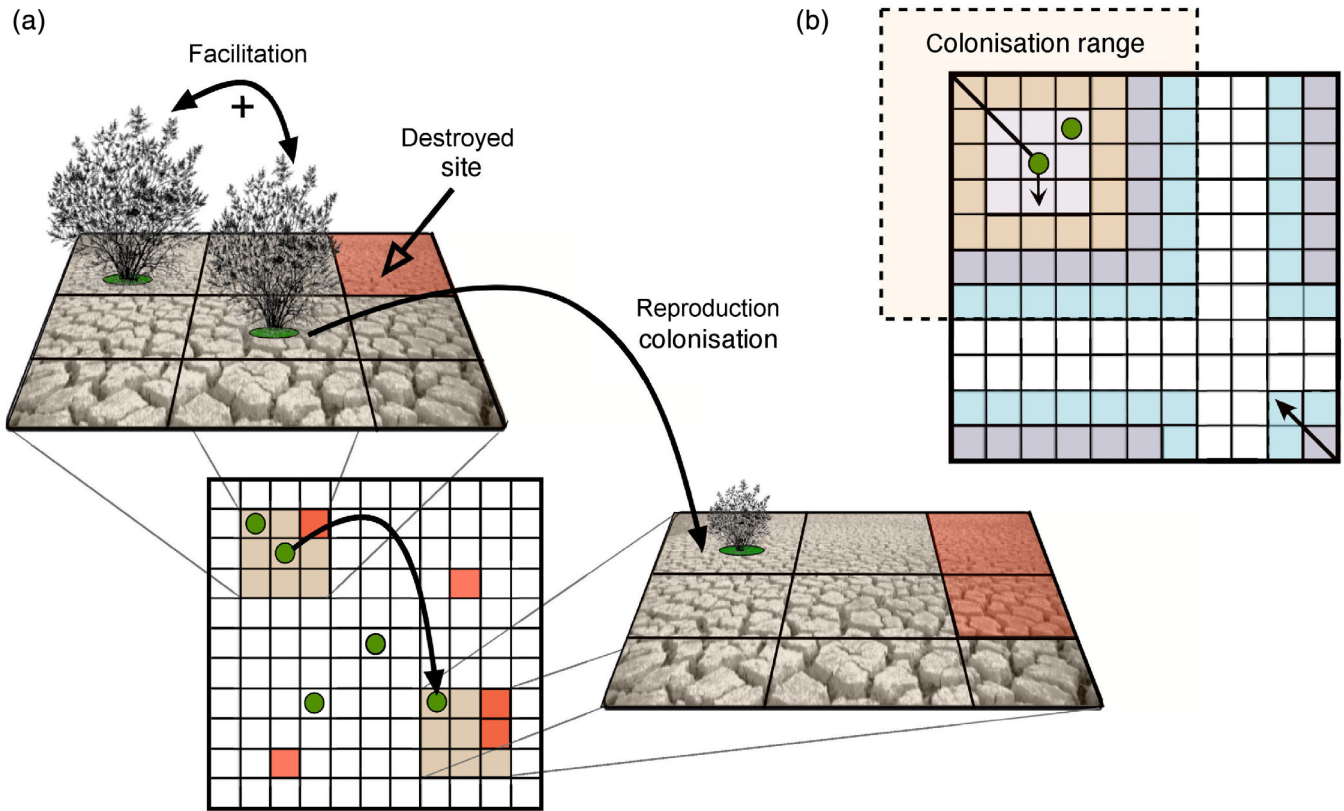 (a)
Facilitation
+
Destroyed
site
Reproduction
colonisation
(b)
Colonisation range